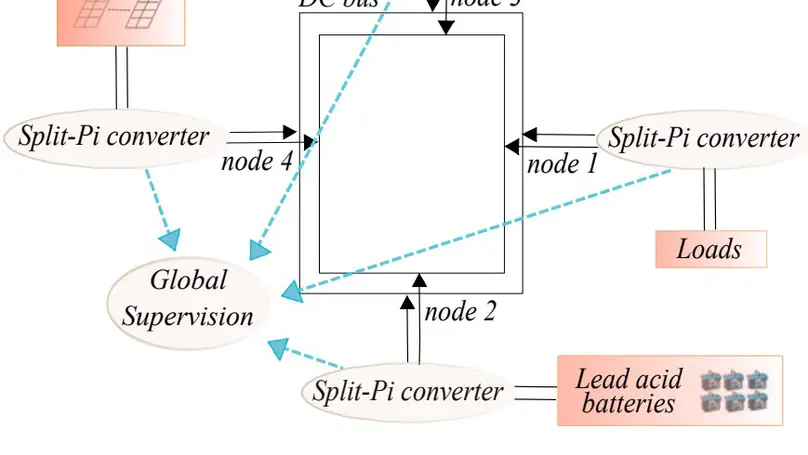 DC bus
node 3
Split-Pi converter
node 4
node 1
Split-Pi converter
Loads
Global
Supervision
node 2
Split-Pi converter
Lead acid
batteries